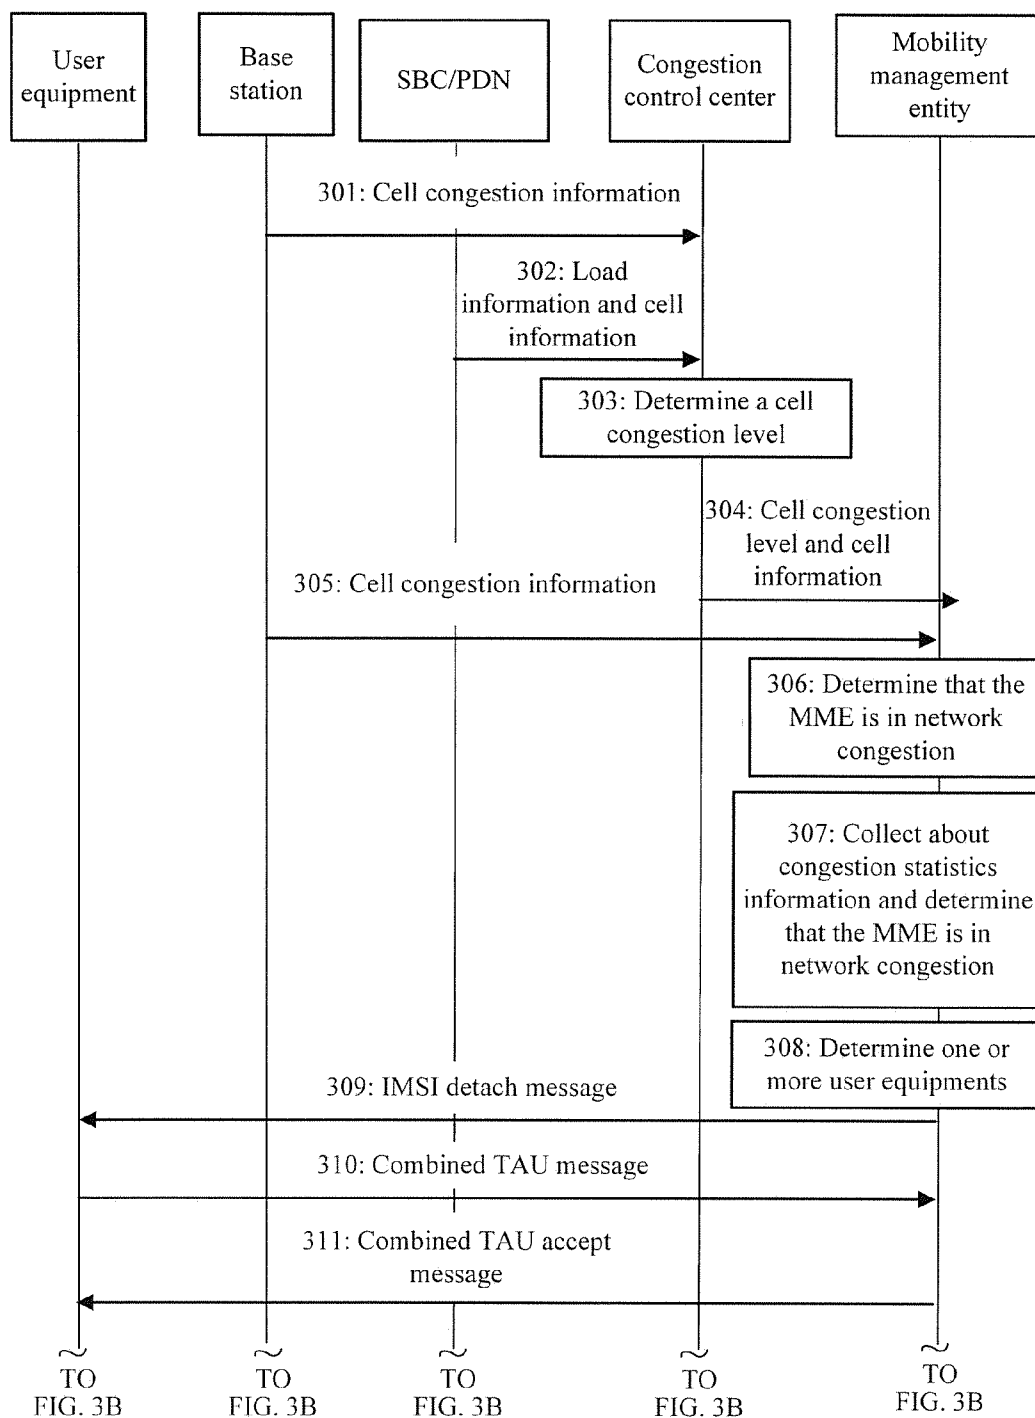 User
equipment
Base
station
SBC/PDN
Congestion
control center
Mobility
management
entity
301: Cell congestion information
302: Load
information and cell
information
303: Determine a cell
congestion level
304: Cell congestion
level and cell
information
305: Cell congestion information
306: Determine that the
MME is in network
congestion
307: Collect about
congestion statistics
information and determine
that the MME is in
network congestion
308: Determine one or
more user equipments
309: IMSI detach message
310: Combined TAU message
311: Combined TAU accept
message
TO
FIG. 3B
TO
FIG. 3B
TO
FIG. 3B
TO
FIG. 3B
TO
FIG. 3B